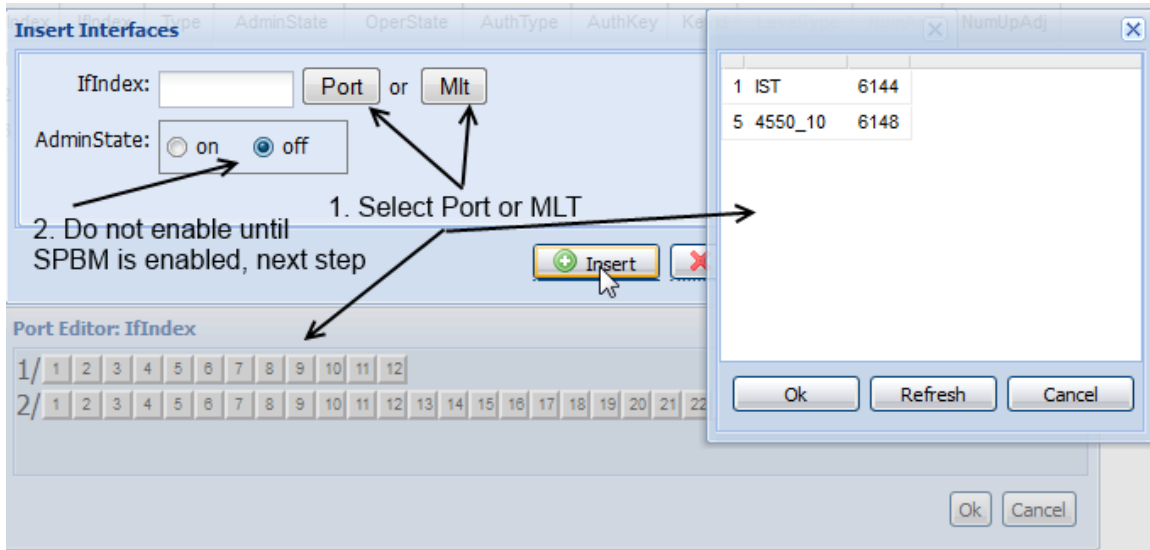 Type AdminState OperState AuthType AuthKey NumUpAdj
Insert Interfaces
IfIndex: Port or Mlt
AdminState: on off
1. Select Port or MLT
2. Do not enable until
SPBM is enabled, next step
Insert
1 IST 6144
5 4550_10 6148
Ok Refresh Cancel
Port Editor: IfIndex
1/ 1 2 3 4 5 6 7 8 9 10 11 12
2/ 1 2 3 4 5 6 7 8 9 10 11 12 13 14 15 16 17 18 19 20 21 22
Ok Cancel